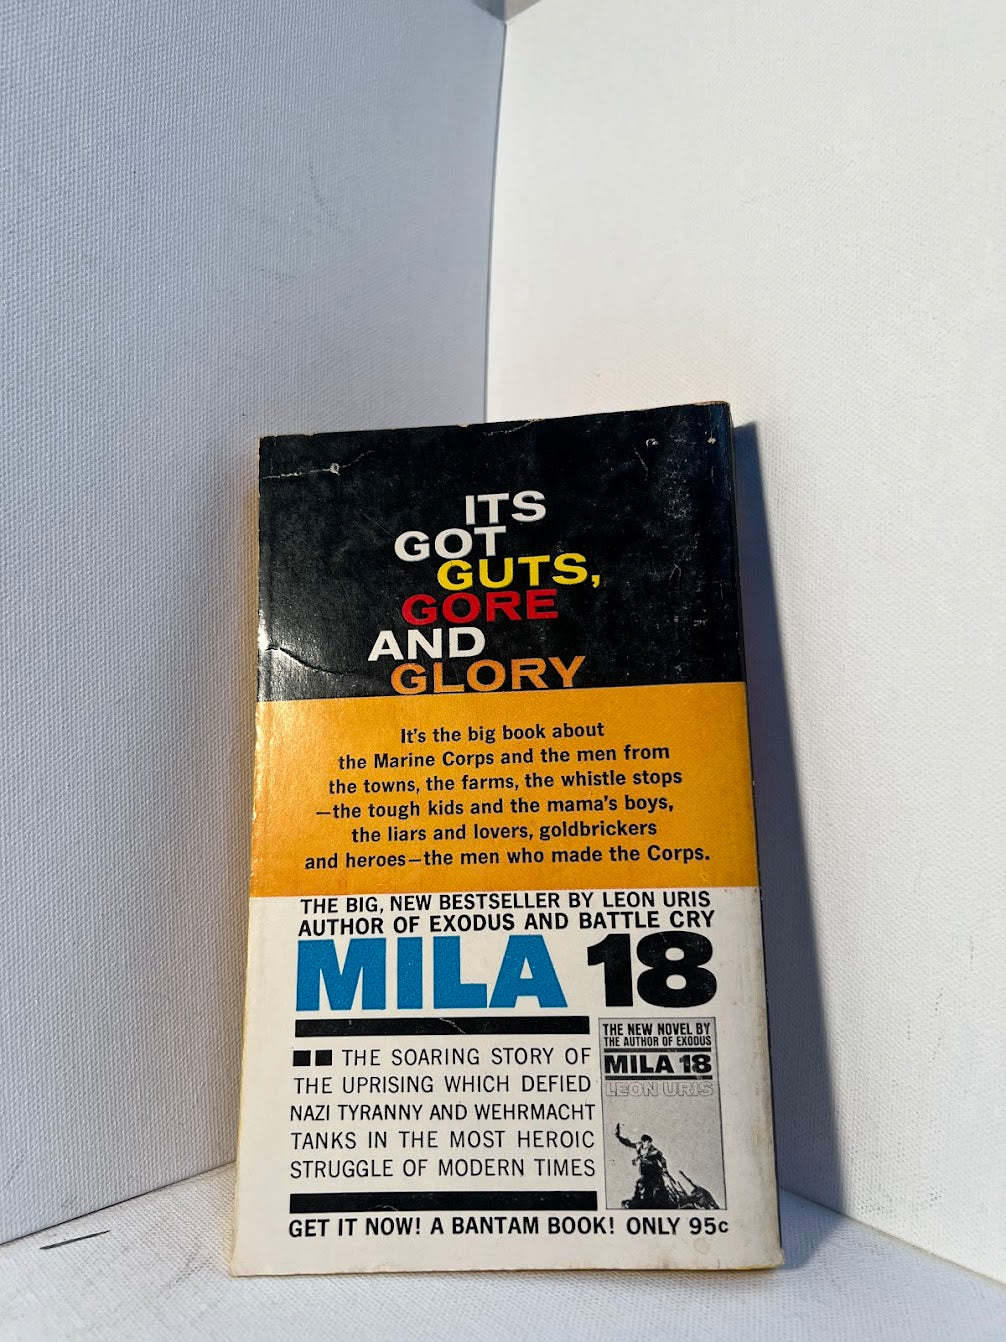 ITS
GOT
GUTS,
GORE
AND
GLORY
It's the big book about
the Marine Corps and the men from
the towns, the farms, the whistle stops
—the tough kids and the mama's boys,
the liars and lovers, goldbrickers
and heroes—the men who made the Corps.
THE BIG, NEW BESTSELLER BY LEON URIS
AUTHOR OF EXODUS AND BATTLE CRY
MILA 18
THE SOARING STORY OF
THE UPRISING WHICH DEFIED
NAZI TYRANNY AND WEHRMACHT
TANKS IN THE MOST HEROIC
STRUGGLE OF MODERN TIMES
THE NEW NOVEL BY
THE AUTHOR OF EXODUS
MILA 18
LEON URIS
GET IT NOW! A BANTAM BOOK! ONLY 95c